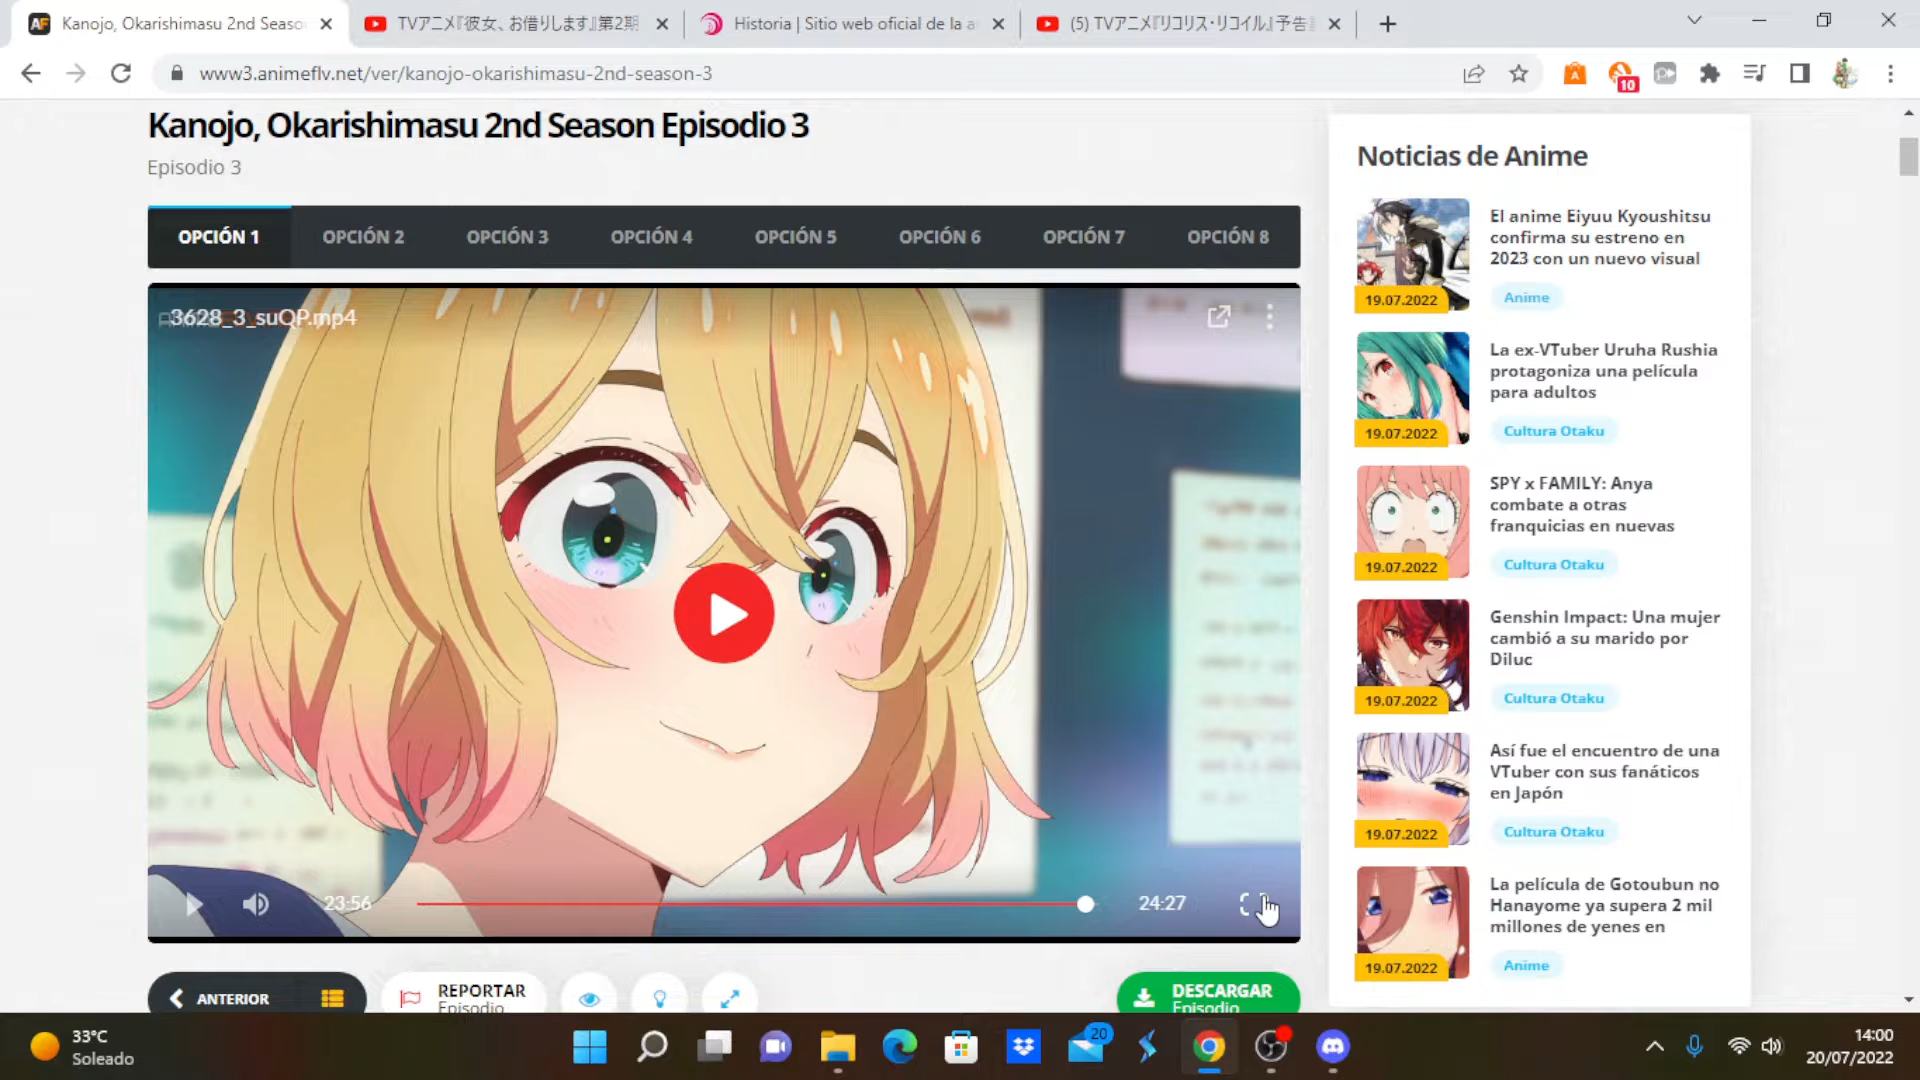 Kanojo, Okarishimasu 2nd Seaso
TVアニメ『彼女、お借りします』第2期
Historia | Sitio web oficial de la a
(5) TVアニメ『リコリス・リコイル』予告
www3.animeflv.net/ver/kanojo-okarishimasu-2nd-season-3
10
Kanojo, Okarishimasu 2nd Season Episodio 3
Episodio 3
OPCIÓN 1
OPCIÓN 2
OPCIÓN 3
OPCIÓN 4
OPCIÓN 5
OPCIÓN 6
OPCIÓN 7
OPCIÓN 8
3628_3_suQP.mp4
23:56
24:27
ANTERIOR
REPORTAR
Episodio
DESCARGAR
Episodio
Noticias de Anime
El anime Eiyuu Kyoushitsu
confirma su estreno en
2023 con un nuevo visual
19.07.2022
Anime
La ex-VTuber Uruha Rushia
protagoniza una película
para adultos
19.07.2022
Cultura Otaku
SPY x FAMILY: Anya
combate a otras
franquicias en nuevas
19.07.2022
Cultura Otaku
Genshin Impact: Una mujer
cambió a su marido por
Diluc
19.07.2022
Cultura Otaku
Así fue el encuentro de una
VTuber con sus fanáticos
en Japón
19.07.2022
Cultura Otaku
La película de Gotoubun no
Hanayome ya supera 2 mil
millones de yenes en
19.07.2022
Anime
33°C
Soleado
20
14:00
20/07/2022